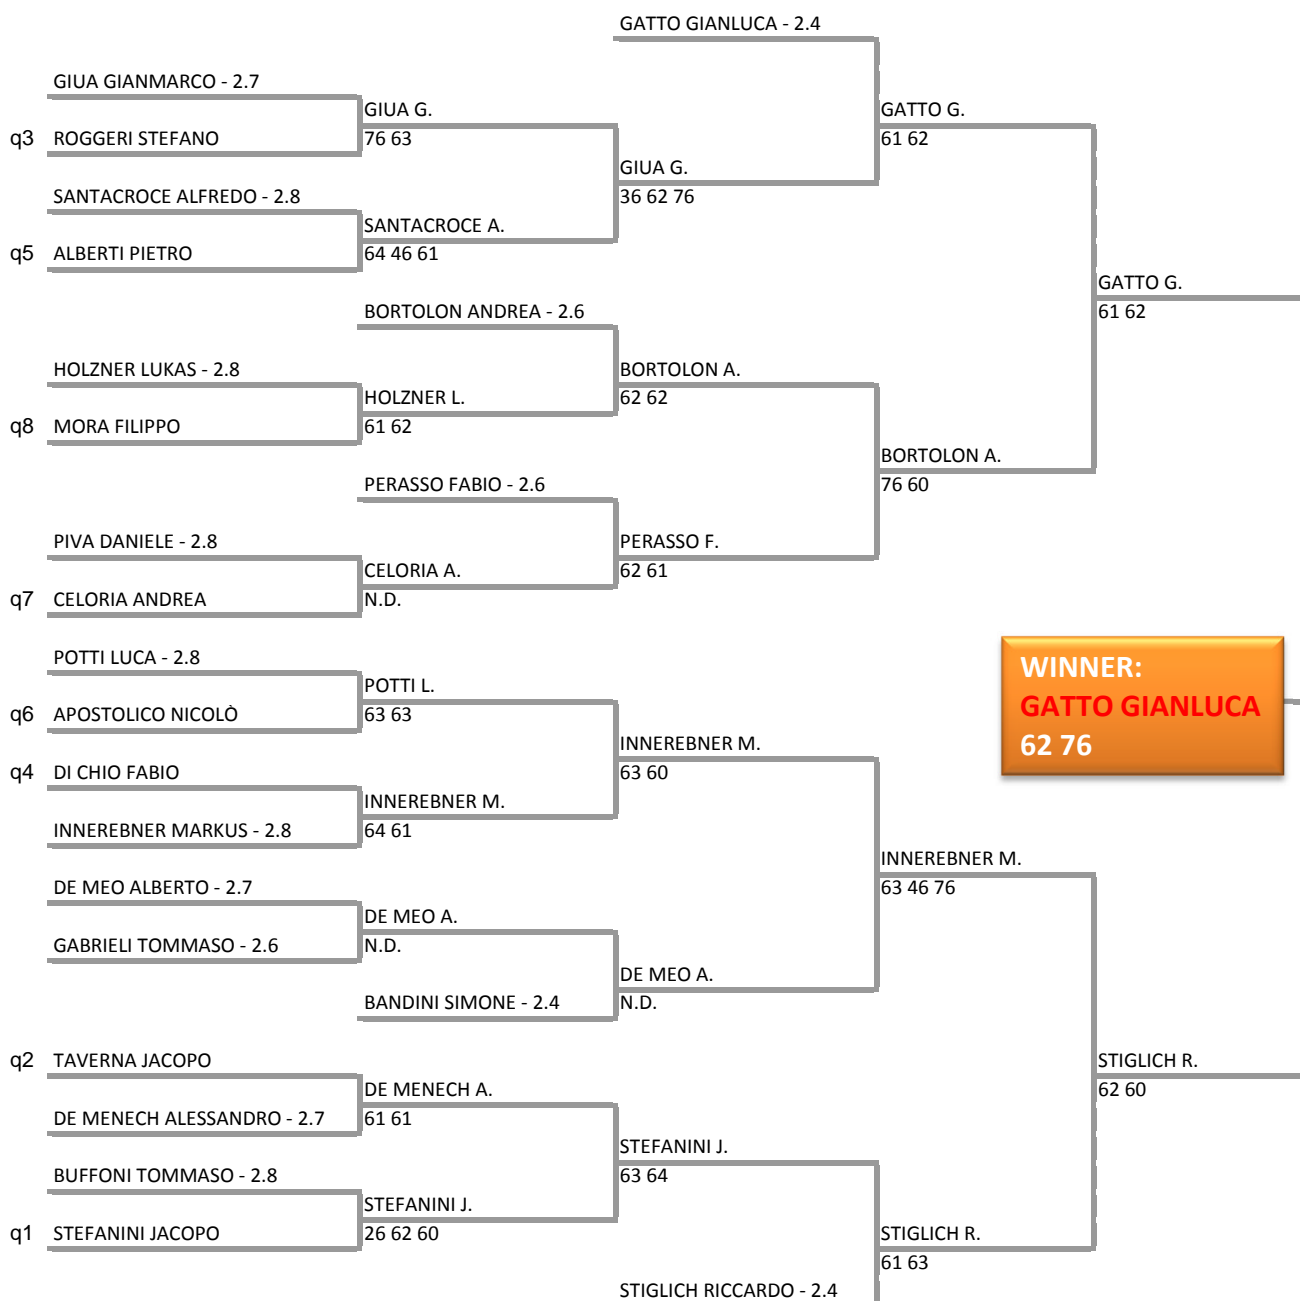 GATTO GIANLUCA - 2.4
GIUA GIANMARCO - 2.7
GIUA G.
GATTO G.
q3 ROGGERI STEFANO
76 63
61 62
GIUA G.
SANTACROCE ALFREDO - 2.8
36 62 76
SANTACROCE A.
q5 ALBERTI PIETRO
64 46 61
GATTO G.
BORTOLON ANDREA - 2.6
61 62
HOLZNER LUKAS - 2.8
BORTOLON A.
HOLZNER L.
62 62
q8 MORA FILIPPO
61 62
BORTOLON A.
PERASSO FABIO - 2.6
76 60
PIVA DANIELE - 2.8
PERASSO F.
CELORIA A.
62 61
q7 CELORIA ANDREA
N.D.
POTTI LUCA - 2.8
WINNER:
GATTO GIANLUCA
62 76
POTTI L.
q6 APOSTOLICO NICOLÒ
63 63
INNEREBNER M.
q4 DI CHIO FABIO
63 60
INNEREBNER M.
INNEREBNER MARKUS - 2.8
64 61
INNEREBNER M.
DE MEO ALBERTO - 2.7
63 46 76
DE MEO A.
GABRIELI TOMMASO - 2.6
N.D.
DE MEO A.
BANDINI SIMONE - 2.4
N.D.
q2 TAVERNA JACOPO
STIGLICH R.
DE MENECH A.
62 60
DE MENECH ALESSANDRO - 2.7
61 61
STEFANINI J.
BUFFONI TOMMASO - 2.8
63 64
STEFANINI J.
q1 STEFANINI JACOPO
26 62 60
STIGLICH R.
61 63
STIGLICH RICCARDO - 2.4